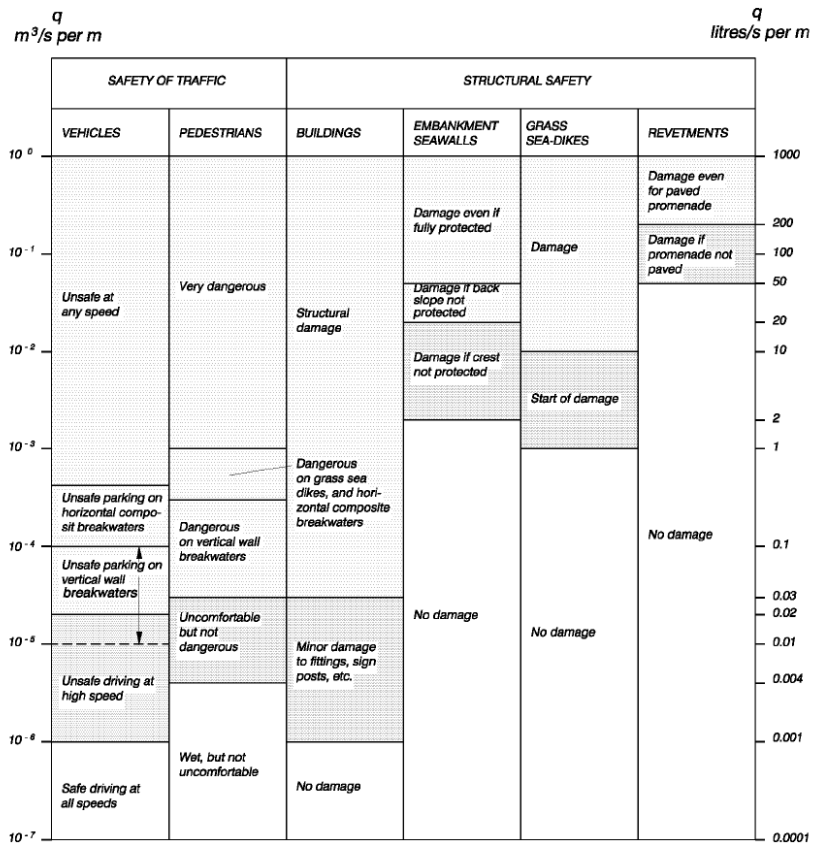 q
m³/s per m
q
litres/s per m
SAFETY OF TRAFFIC
STRUCTURAL SAFETY
VEHICLES
PEDESTRIANS
BUILDINGS
EMBANKMENT
SEAWALLS
GRASS
SEA-DIKES
REVETMENTS
10⁰
10⁻¹
10⁻²
10⁻³
10⁻⁴
10⁻⁵
10⁻⁶
10⁻⁷
Unsafe at
any speed
Unsafe parking on
horizontal compo-
sit breakwaters
Unsafe parking on
vertical wall
breakwaters
Unsafe driving at
high speed
Safe driving at
all speeds
Very dangerous
Dangerous
on vertical wall
breakwaters
Uncomfortable
but not
dangerous
Wet, but not
uncomfortable
Structural
damage
Dangerous
on grass sea
dikes, and hori-
zontal composite
breakwaters
Minor damage
to fittings, sign
posts, etc.
No damage
Damage even if
fully protected
Damage if back
slope not
protected
Damage if crest
not protected
No damage
Damage
Start of damage
No damage
Damage even
for paved
promenade
Damage if
promenade not
paved
No damage
1000
200
100
50
20
10
2
1
0.1
0.03
0.02
0.01
0.004
0.001
0.0001